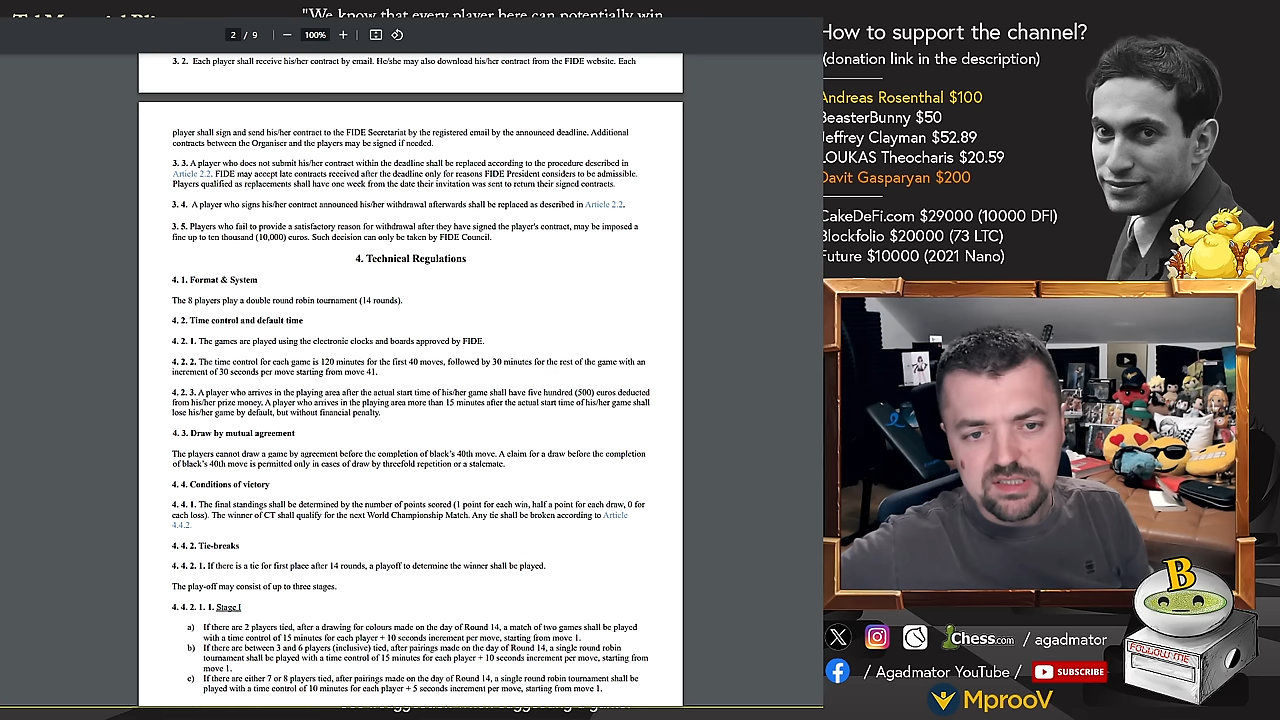 "We know that every player here can potentially win
2 / 9
100%
3. 2. Each player shall receive his/her contract by email. He/she may also download his/her contract from the FIDE website. Each
player shall sign and send his/her contract to the FIDE Secretariat by the registered email by the announced deadline. Additional
contracts between the Organiser and the players may be signed if needed.
3. 3. A player who does not submit his/her contract within the deadline shall be replaced according to the procedure described in
Article 2.2. FIDE may accept late contracts received after the deadline only for reasons FIDE President considers to be admissible.
Players qualified as replacements shall have one week from the date their invitation was sent to return their signed contracts.
3. 4. A player who signs his/her contract announced his/her withdrawal afterwards shall be replaced as described in Article 2.2.
3. 5. Players who fail to provide a satisfactory reason for withdrawal after they have signed the player's contract, may be imposed a
fine up to ten thousand (10,000) euros. Such decision can only be taken by FIDE Council.
4. Technical Regulations
4. 1. Format & System
The 8 players play a double round robin tournament (14 rounds).
4. 2. Time control and default time
4. 2. 1. The games are played using the electronic clocks and boards approved by FIDE.
4. 2. 2. The time control for each game is 120 minutes for the first 40 moves, followed by 30 minutes for the rest of the game with an
increment of 30 seconds per move starting from move 41.
4. 2. 3. A player who arrives in the playing area after the actual start time of his/her game shall have five hundred (500) euros deducted
from his/her prize money. A player who arrives in the playing area more than 15 minutes after the actual start time of his/her game shall
lose his/her game by default, but without financial penalty.
4. 3. Draw by mutual agreement
The players cannot draw a game by agreement before the completion of black's 40th move. A claim for a draw before the completion
of black's 40th move is permitted only in cases of draw by threefold repetition or a stalemate.
4. 4. Conditions of victory
4. 4. 1. The final standings shall be determined by the number of points scored (1 point for each win, half a point for each draw, 0 for
each loss). The winner of CT shall qualify for the next World Championship Match. Any tie shall be broken according to Article
4.4.2.
4. 4. 2. Tie-breaks
4. 4. 2. 1. If there is a tie for first place after 14 rounds, a playoff to determine the winner shall be played.
The play-off may consist of up to three stages.
4. 4. 2. 1. 1. Stage I
a) If there are 2 players tied, after a drawing for colours made on the day of Round 14, a match of two games shall be played
with a time control of 15 minutes for each player + 10 seconds increment per move, starting from move 1.
b) If there are between 3 and 6 players (inclusive) tied, after pairings made on the day of Round 14, a single round robin
tournament shall be played with a time control of 15 minutes for each player + 10 seconds increment per move, starting from
move 1.
c) If there are either 7 or 8 players tied, after pairings made on the day of Round 14, a single round robin tournament shall be
played with a time control of 10 minutes for each player + 5 seconds increment per move, starting from move 1.
How to support the channel?
(donation link in the description)
Andreas Rosenthal $100
BeasterBunny $50
Jeffrey Clayman $52.89
LOUKAS Theocharis $20.59
Davit Gasparyan $200
CakeDeFi.com $29000 (10000 DFI)
Blockfolio $20000 (73 LTC)
Future $10000 (2021 Nano)
B
FOLLOW ME
Chess.com / agadmator
/ Agadmator YouTube / SUBSCRIBE
MprooV